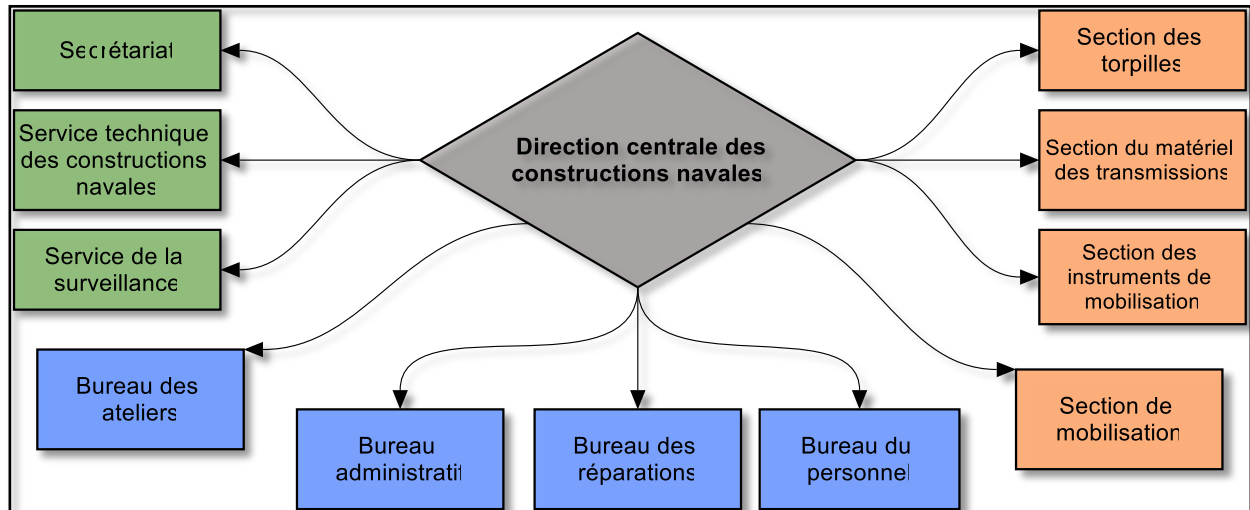 Secrétariat
Service technique
des constructions
navales
Service de la
surveillance
Bureau des
ateliers
Direction centrale des
constructions navales
Bureau
administratif
Bureau des
réparations
Bureau du
personnel
Section des
torpilles
Section du matériel
des transmissions
Section des
instruments de
mobilisation
Section de
mobilisation